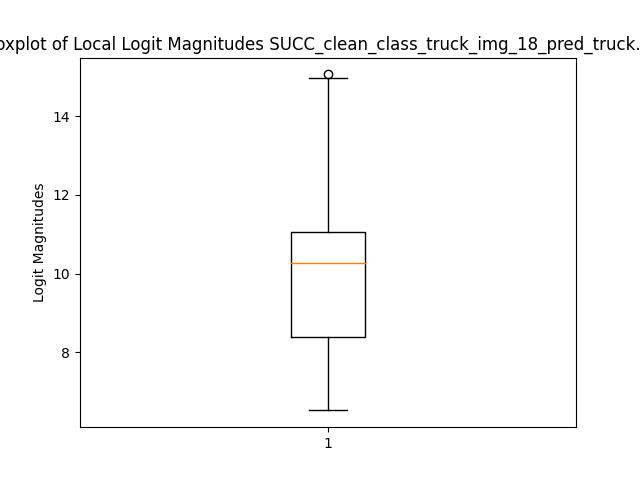 oxplot of Local Logit Magnitudes SUCC_clean_class_truck_img_18_pred_truck.
Logit Magnitudes
14
12
10
8
1